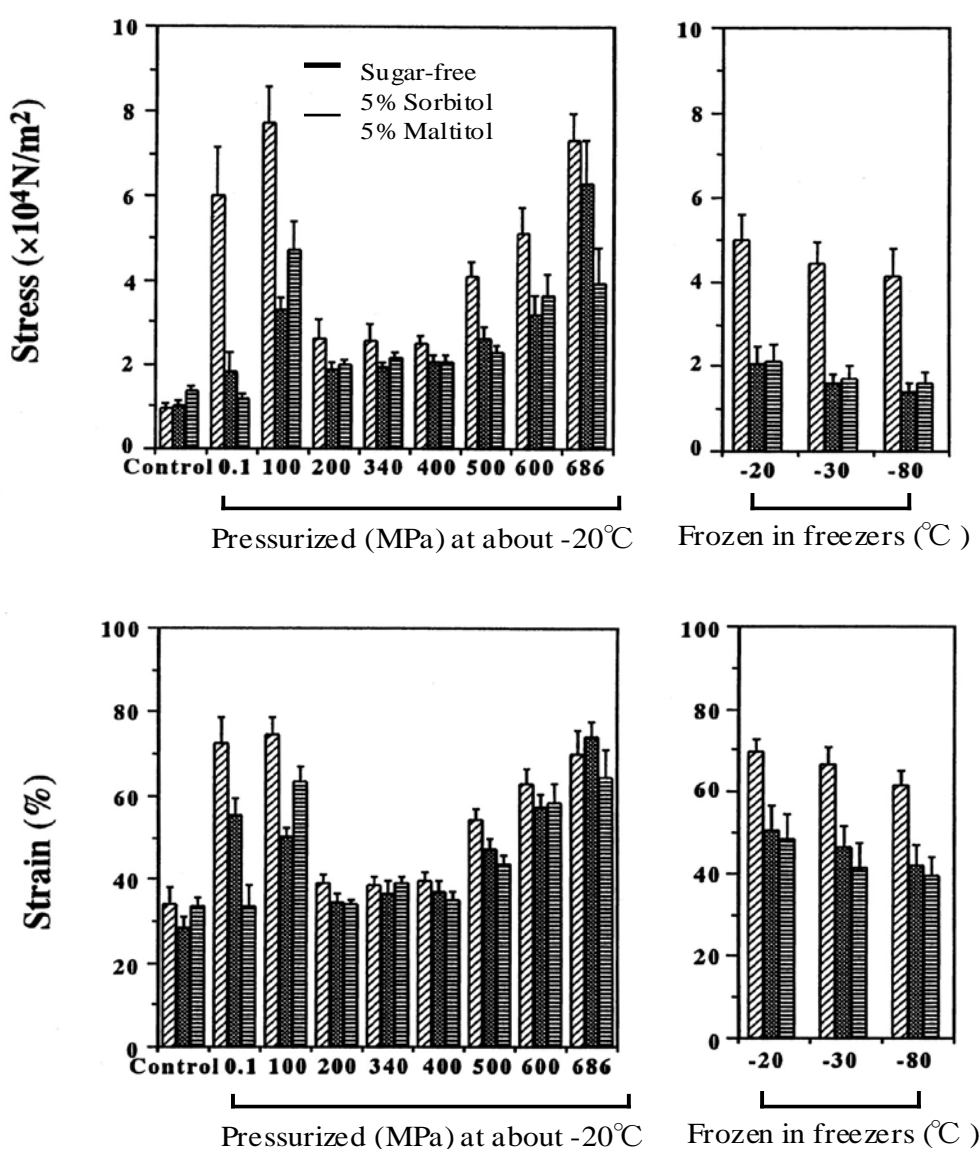 10
8
6
4
2
0
Stress (×10⁴N/m²)
Sugar-free
5% Sorbitol
5% Maltitol
Control 0.1 100 200 340 400 500 600 686
Pressurized (MPa) at about -20℃
10
8
6
4
2
0
-20 -30 -80
Frozen in freezers (℃ )
100
80
60
40
20
0
Strain (%)
Control 0.1 100 200 340 400 500 600 686
Pressurized (MPa) at about -20℃
100
80
60
40
20
0
-20 -30 -80
Frozen in freezers (℃ )